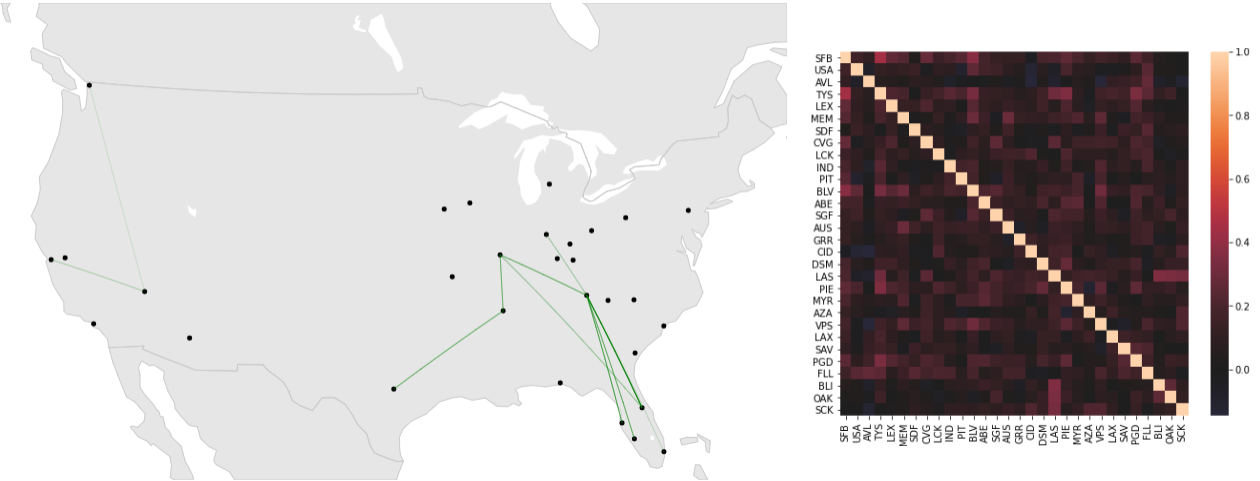 SFB
USA
AVL
TYS
LEX
MEM
SDF
CVG
LCK
IND
PIT
BLV
ABE
SGF
AUS
GRR
CID
DSM
LAS
PIE
MYR
AZA
VPS
LAX
SAV
PGD
FLL
BLI
OAK
SCK
SFB USA AVL TYS LEX MEM SDF CVG LCK IND PIT BLV ABE SGF AUS GRR CID DSM LAS PIE MYR AZA VPS LAX SAV PGD FLL BLI OAK SCK
1.0
0.8
0.6
0.4
0.2
0.0